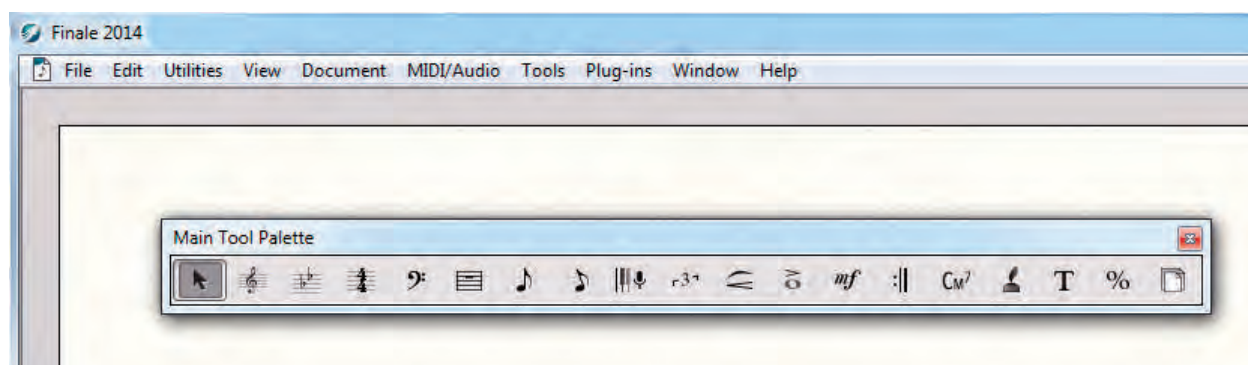 Finale 2014
File Edit Utilities View Document MIDI/Audio Tools Plug-ins Window Help
Main Tool Palette
3 mf CM7 T %